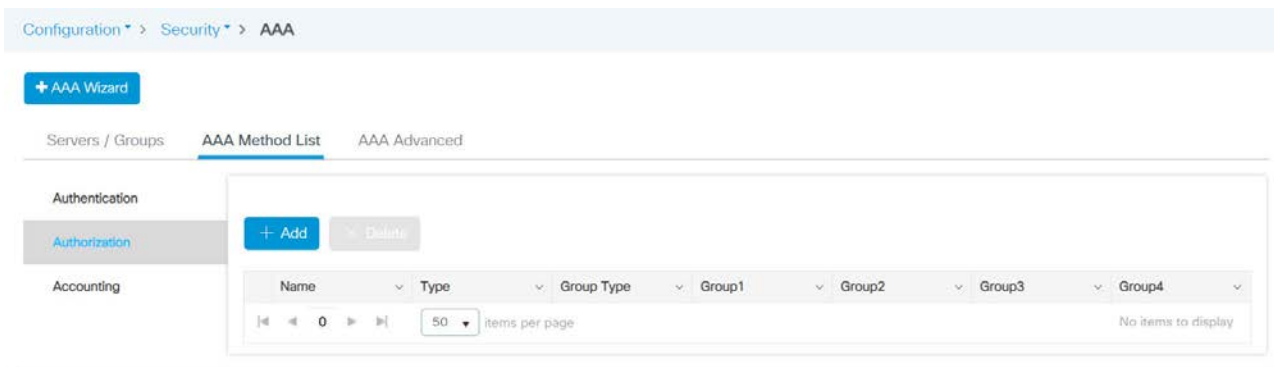 Configuration > Security > AAA
+ AAA Wizard
Servers / Groups AAA Method List AAA Advanced
Authentication
Authorization
Accounting
+ Add × Delete
Name Type Group Type Group1 Group2 Group3 Group4
0 50 items per page No items to display